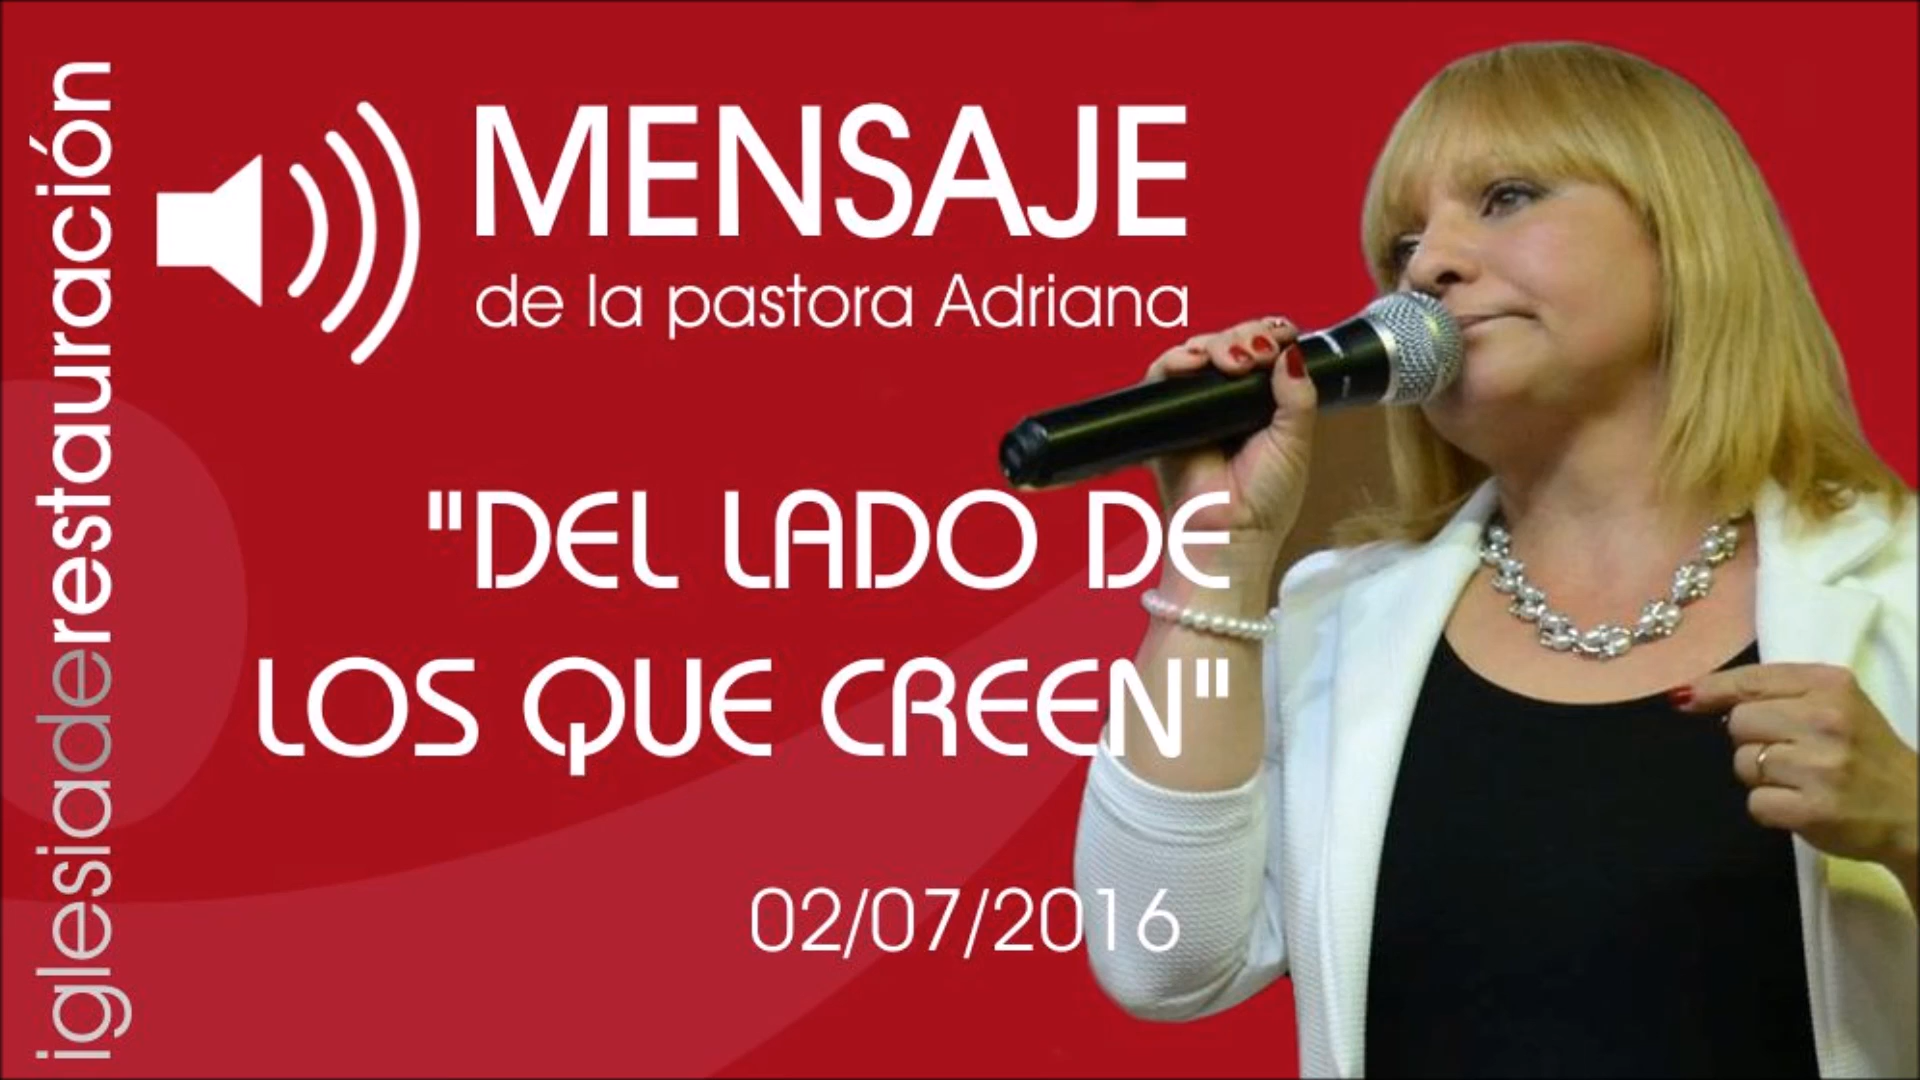 iglesiaderestauración
MENSAJE
de la pastora Adriana
"DEL LADO DE
LOS QUE CREEN"
02/07/2016